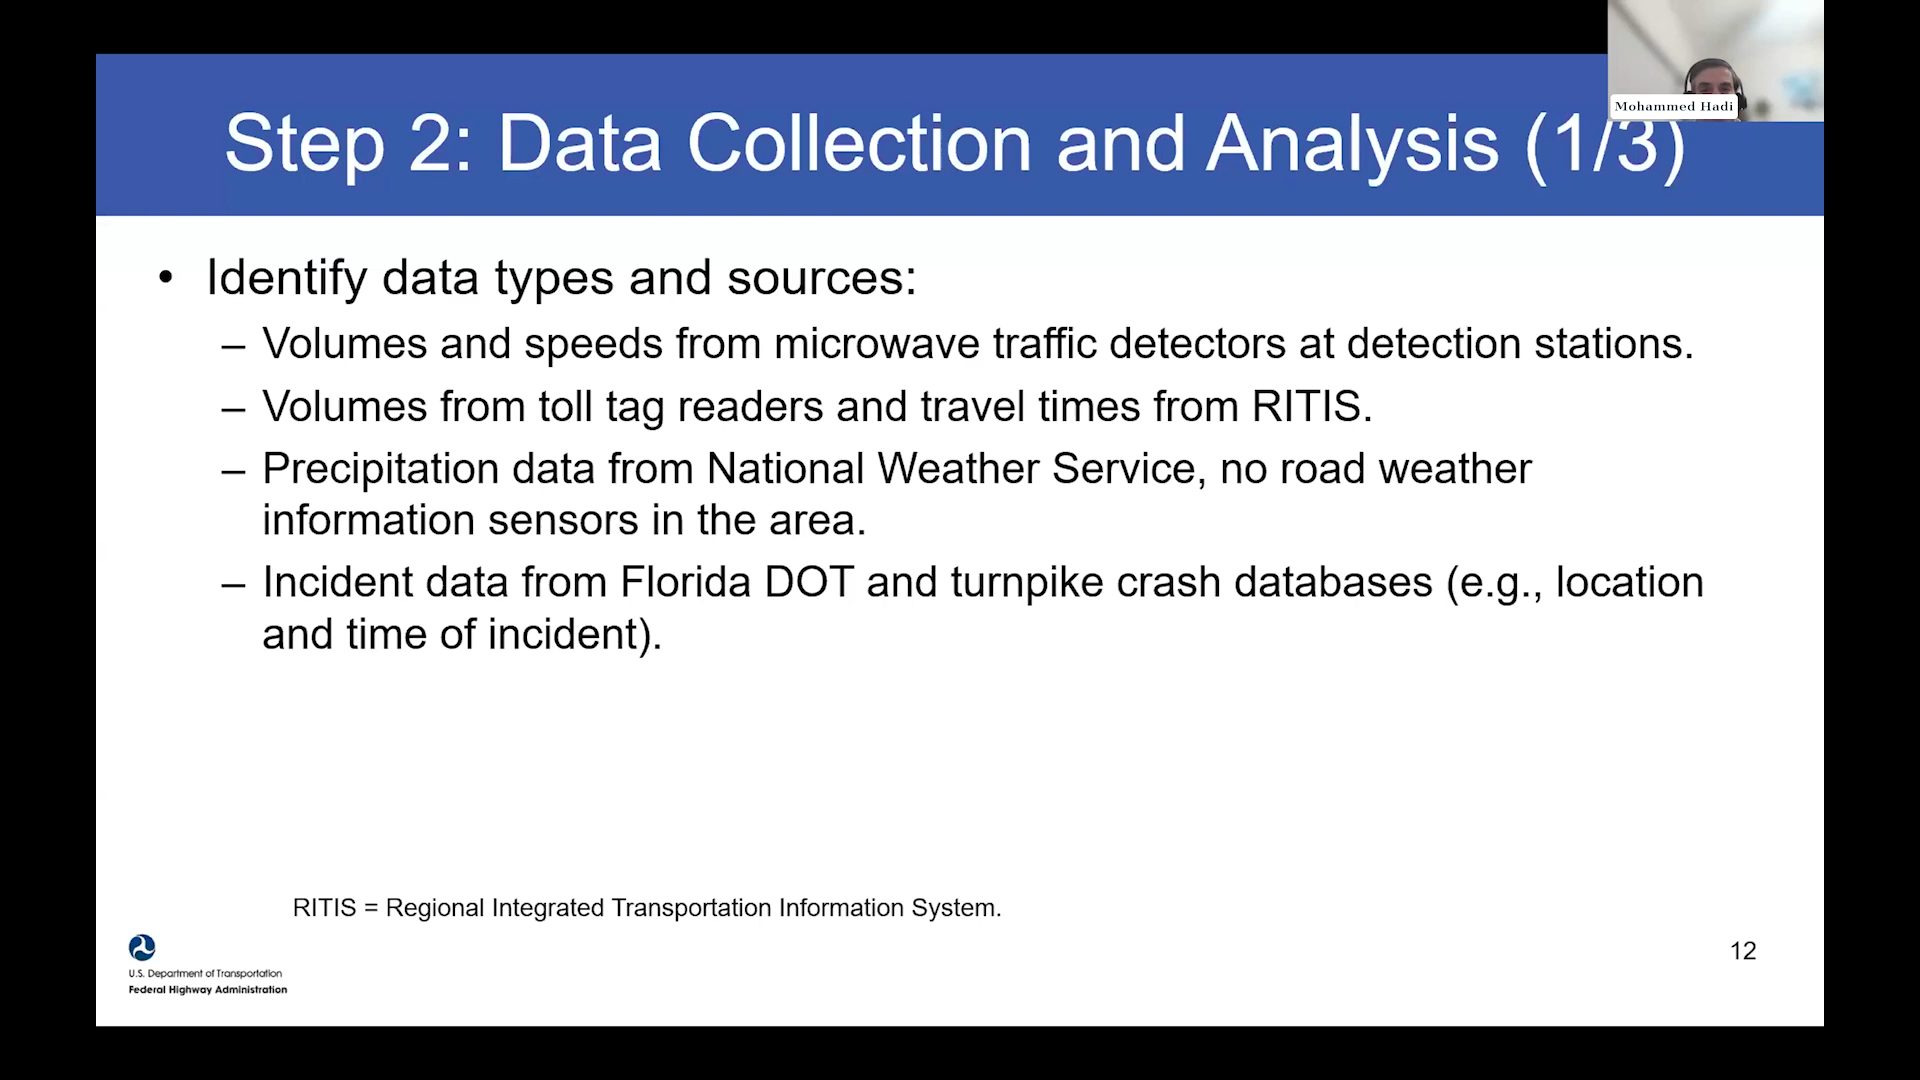 Mohammed Hadi
Step 2: Data Collection and Analysis (1/3)
• Identify data types and sources:
– Volumes and speeds from microwave traffic detectors at detection stations.
– Volumes from toll tag readers and travel times from RITIS.
– Precipitation data from National Weather Service, no road weather
information sensors in the area.
– Incident data from Florida DOT and turnpike crash databases (e.g., location
and time of incident).
RITIS = Regional Integrated Transportation Information System.
12
U.S. Department of Transportation
Federal Highway Administration